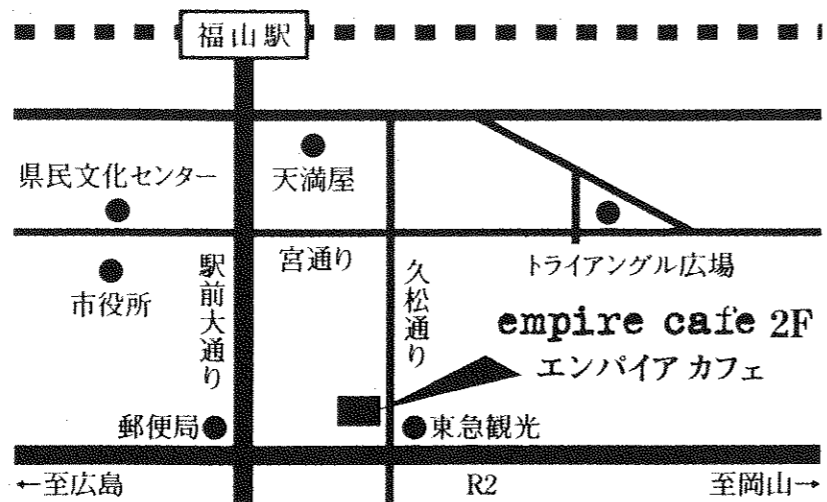 福山駅
県民文化センター
天満屋
宮通り
トライアングル広場
市役所
駅前大通り
久松通り
empire cafe 2F
エンパイア カフェ
郵便局
東急観光
←至広島
R2
至岡山→